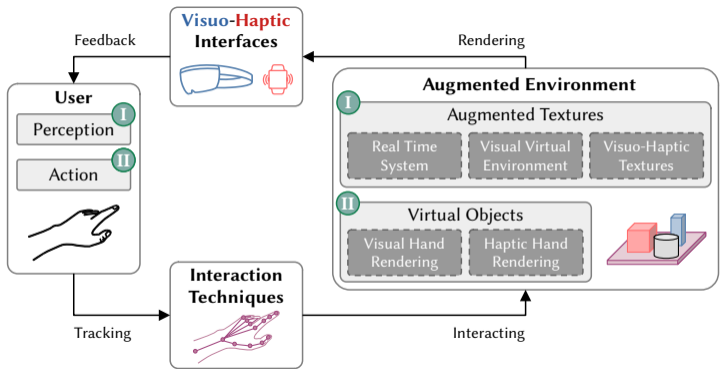 Visuo-Haptic
Interfaces
Feedback
Rendering
User
I
Perception
II
Action
Augmented Environment
I
Augmented Textures
Real Time
System
Visual Virtual
Environment
Visuo-Haptic
Textures
II
Virtual Objects
Visual Hand
Rendering
Haptic Hand
Rendering
Interaction
Techniques
Tracking
Interacting